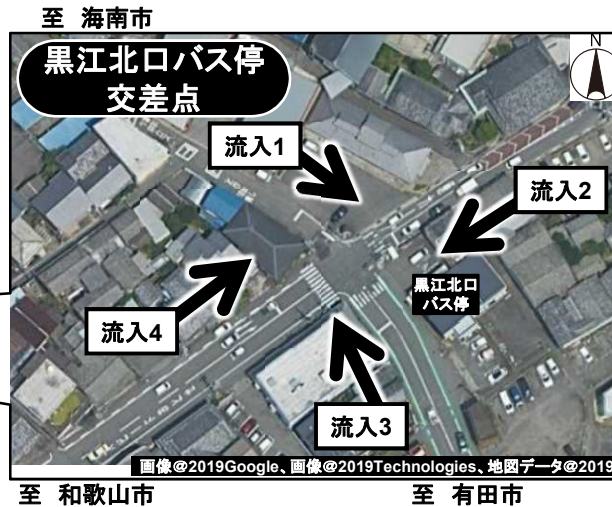 至 海南市
黒江北口バス停
交差点
N
流入1
流入2
黒江北口
バス停
流入4
流入3
画像@2019Google、画像@2019Technologies、地図データ@2019
至 和歌山市
至 有田市